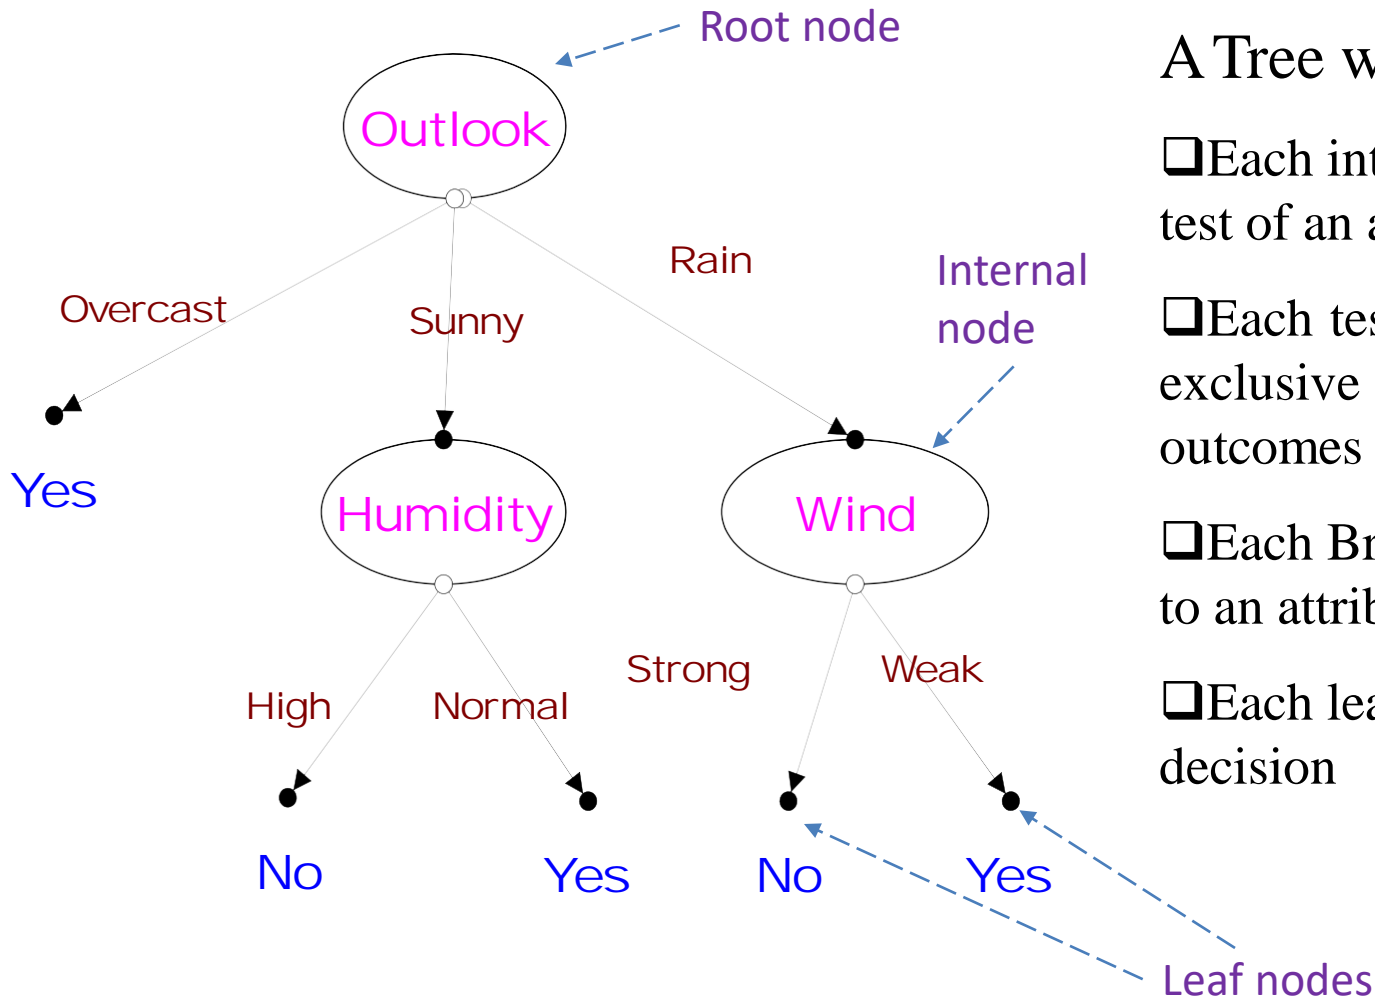 Root node
A Tree w
Outlook
❑Each int
test of an a
Rain
Internal
node
Overcast
Sunny
❑Each tes
exclusive
outcomes
Yes
Humidity
Wind
❑Each Br
to an attrib
Strong
Weak
High
Normal
❑Each lea
decision
No
Yes
No
Yes
Leaf nodes